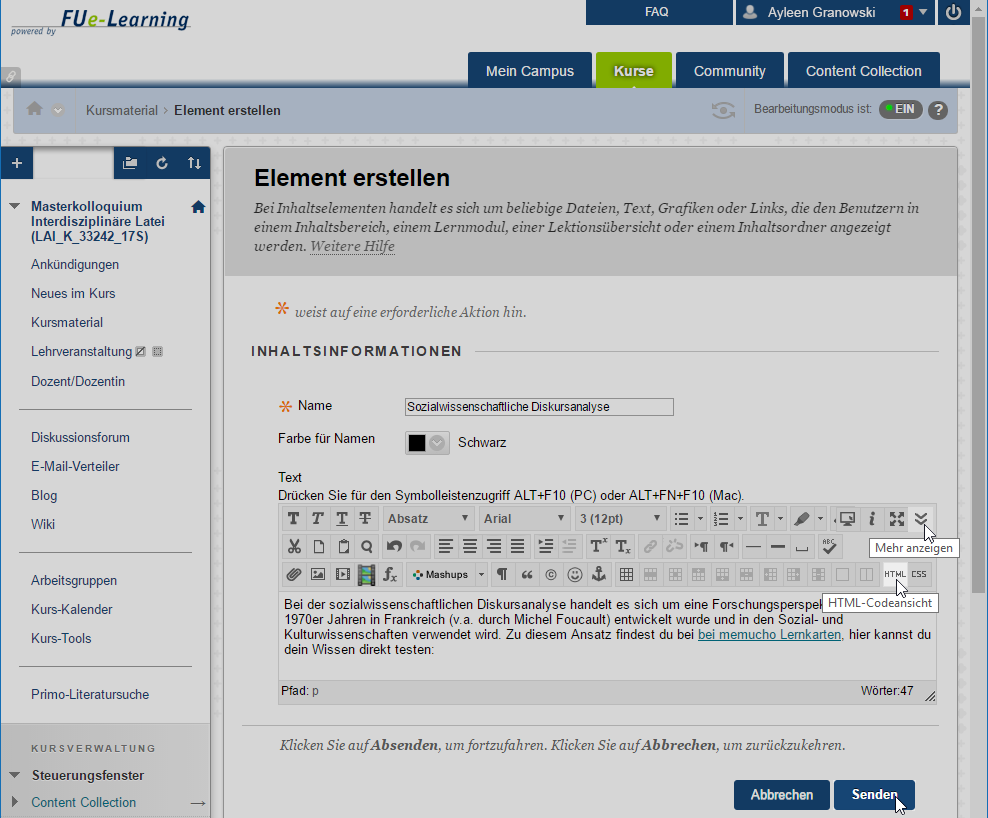 FUe-Learning
powered by
FAQ
Ayleen Granowski 1
Mein Campus Kurse Community Content Collection
Kursmaterial > Element erstellen
Bearbeitungsmodus ist: EIN ?
Masterkolloquium
Interdisziplinäre Latei
(LAI_K_33242_17S)
Ankündigungen
Neues im Kurs
Kursmaterial
Lehrveranstaltung
Dozent/Dozentin
Diskussionsforum
E-Mail-Verteiler
Blog
Wiki
Arbeitsgruppen
Kurs-Kalender
Kurs-Tools
Primo-Literatursuche
KURSVERWALTUNG
Steuerungsfenster
Content Collection
Element erstellen
Bei Inhaltselementen handelt es sich um beliebige Dateien, Text, Grafiken oder Links, die den Benutzern in
einem Inhaltsbereich, einem Lernmodul, einer Lektionsübersicht oder einem Inhaltsordner angezeigt
werden. Weitere Hilfe
weist auf eine erforderliche Aktion hin.
INHALTSINFORMATIONEN
Name Sozialwissenschaftliche Diskursanalyse
Farbe für Namen Schwarz
Text
Drücken Sie für den Symbolleistenzugriff ALT+F10 (PC) oder ALT+FN+F10 (Mac).
T T T T Absatz Arial 3 (12pt) T i
Tx Tx ABC
Mehr anzeigen
fx Mashups HTML CSS
HTML-Codeansicht
Bei der sozialwissenschaftlichen Diskursanalyse handelt es sich um eine Forschungsperspek
1970er Jahren in Frankreich (v.a. durch Michel Foucault) entwickelt wurde und in den Sozial- und
Kulturwissenschaften verwendet wird. Zu diesem Ansatz findest du bei bei memucho Lernkarten, hier kannst du
dein Wissen direkt testen:
Pfad: p Wörter:47
Klicken Sie auf Absenden, um fortzufahren. Klicken Sie auf Abbrechen, um zurückzukehren.
Abbrechen Senden